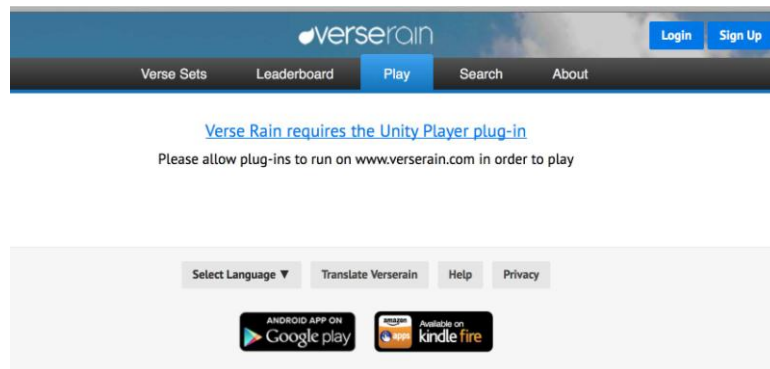 verserain
Login Sign Up
Verse Sets Leaderboard Play Search About
Verse Rain requires the Unity Player plug-in
Please allow plug-ins to run on www.verserain.com in order to play
Select Language ▼ Translate Verserain Help Privacy
ANDROID APP ON
Google play
amazon
apps
Available on
kindle fire